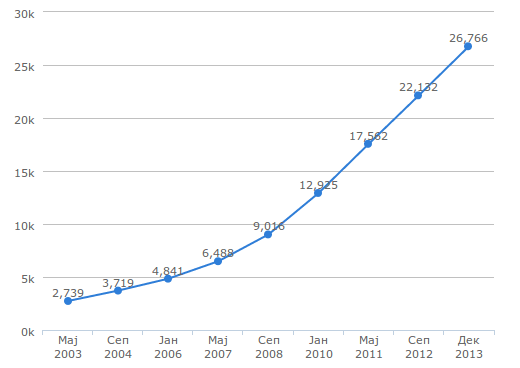 30k
26,766
25k
22,132
20k
17,562
15k
12,925
10k
9,016
6,488
5k
4,841
3,719
2,739
0k
Мај Сеп Јан Мај Сеп Јан Мај Сеп Дек
2003 2004 2006 2007 2008 2010 2011 2012 2013